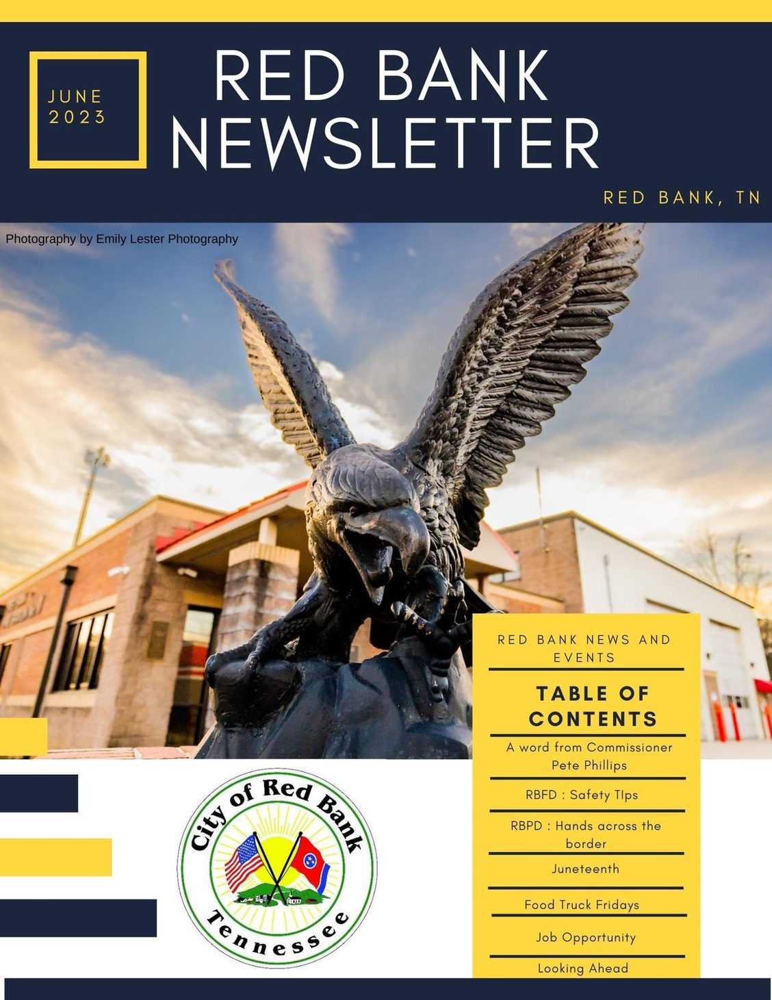 JUNE
2023
RED BANK
NEWSLETTER
RED BANK, TN
Photography by Emily Lester Photography
RED BANK NEWS AND
EVENTS
TABLE OF
CONTENTS
A word from Commissioner
Pete Phillips
RBFD : Safety TIps
RBPD : Hands across the
border
Juneteenth
Food Truck Fridays
Job Opportunity
Looking Ahead
City of Red Bank
Tennessee